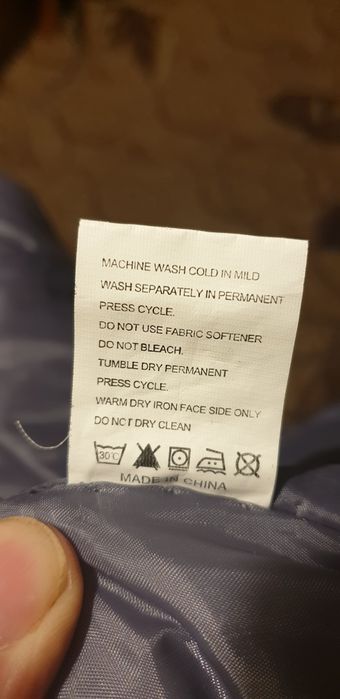 MACHINE WASH COLD IN MILD
WASH SEPARATELY IN PERMANENT
PRESS CYCLE.
DO NOT USE FABRIC SOFTENER
DO NOT BLEACH.
TUMBLE DRY PERMANENT
PRESS CYCLE.
WARM DRY IRON FACE SIDE ONLY
DO NCT DRY CLEAN
30°C
MADE IN CHINA